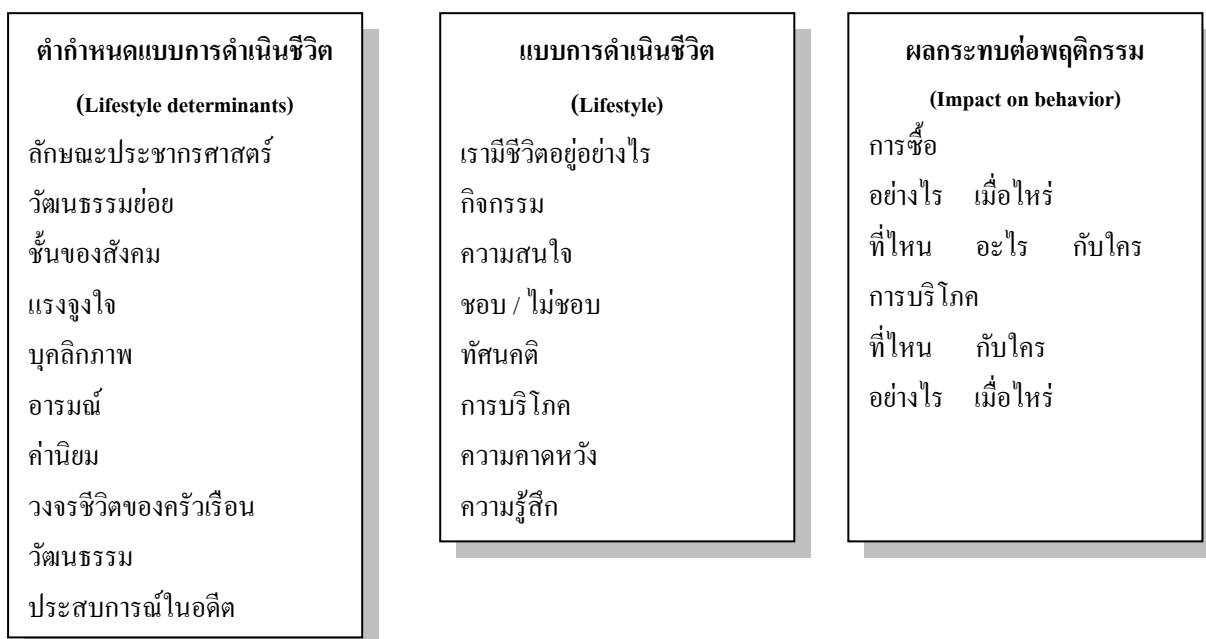 ตำกำหนดแบบการดำเนินชีวิต
(Lifestyle determinants)
ลักษณะประชากรศาสตร์
วัฒนธรรมย่อย
ชั้นของสังคม
แรงจูงใจ
บุคลิกภาพ
อารมณ์
ค่านิยม
วงจรชีวิตของครัวเรือน
วัฒนธรรม
ประสบการณ์ในอดีต
แบบการดำเนินชีวิต
(Lifestyle)
เรามีชีวิตอยู่อย่างไร
กิจกรรม
ความสนใจ
ชอบ / ไม่ชอบ
ทัศนคติ
การบริโภค
ความคาดหวัง
ความรู้สึก
ผลกระทบต่อพฤติกรรม
(Impact on behavior)
การซื้อ
อย่างไร เมื่อไหร่
ที่ไหน อะไร กับใคร
การบริโภค
ที่ไหน กับใคร
อย่างไร เมื่อไหร่